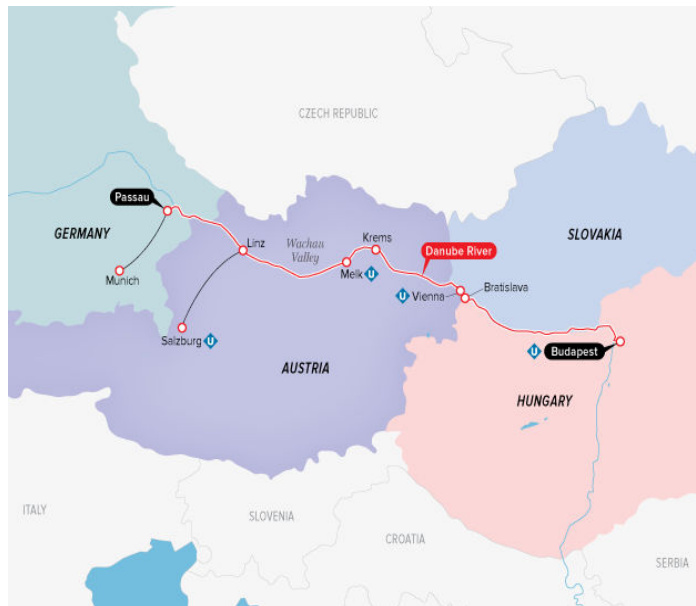 CZECH REPUBLIC
Passau
GERMANY
Munich
Linz
Wachau
Valley
Krems
Melk U
Danube River
SLOVAKIA
U Vienna
Bratislava
Salzburg U
AUSTRIA
U Budapest
HUNGARY
ITALY
SLOVENIA
CROATIA
SERBIA